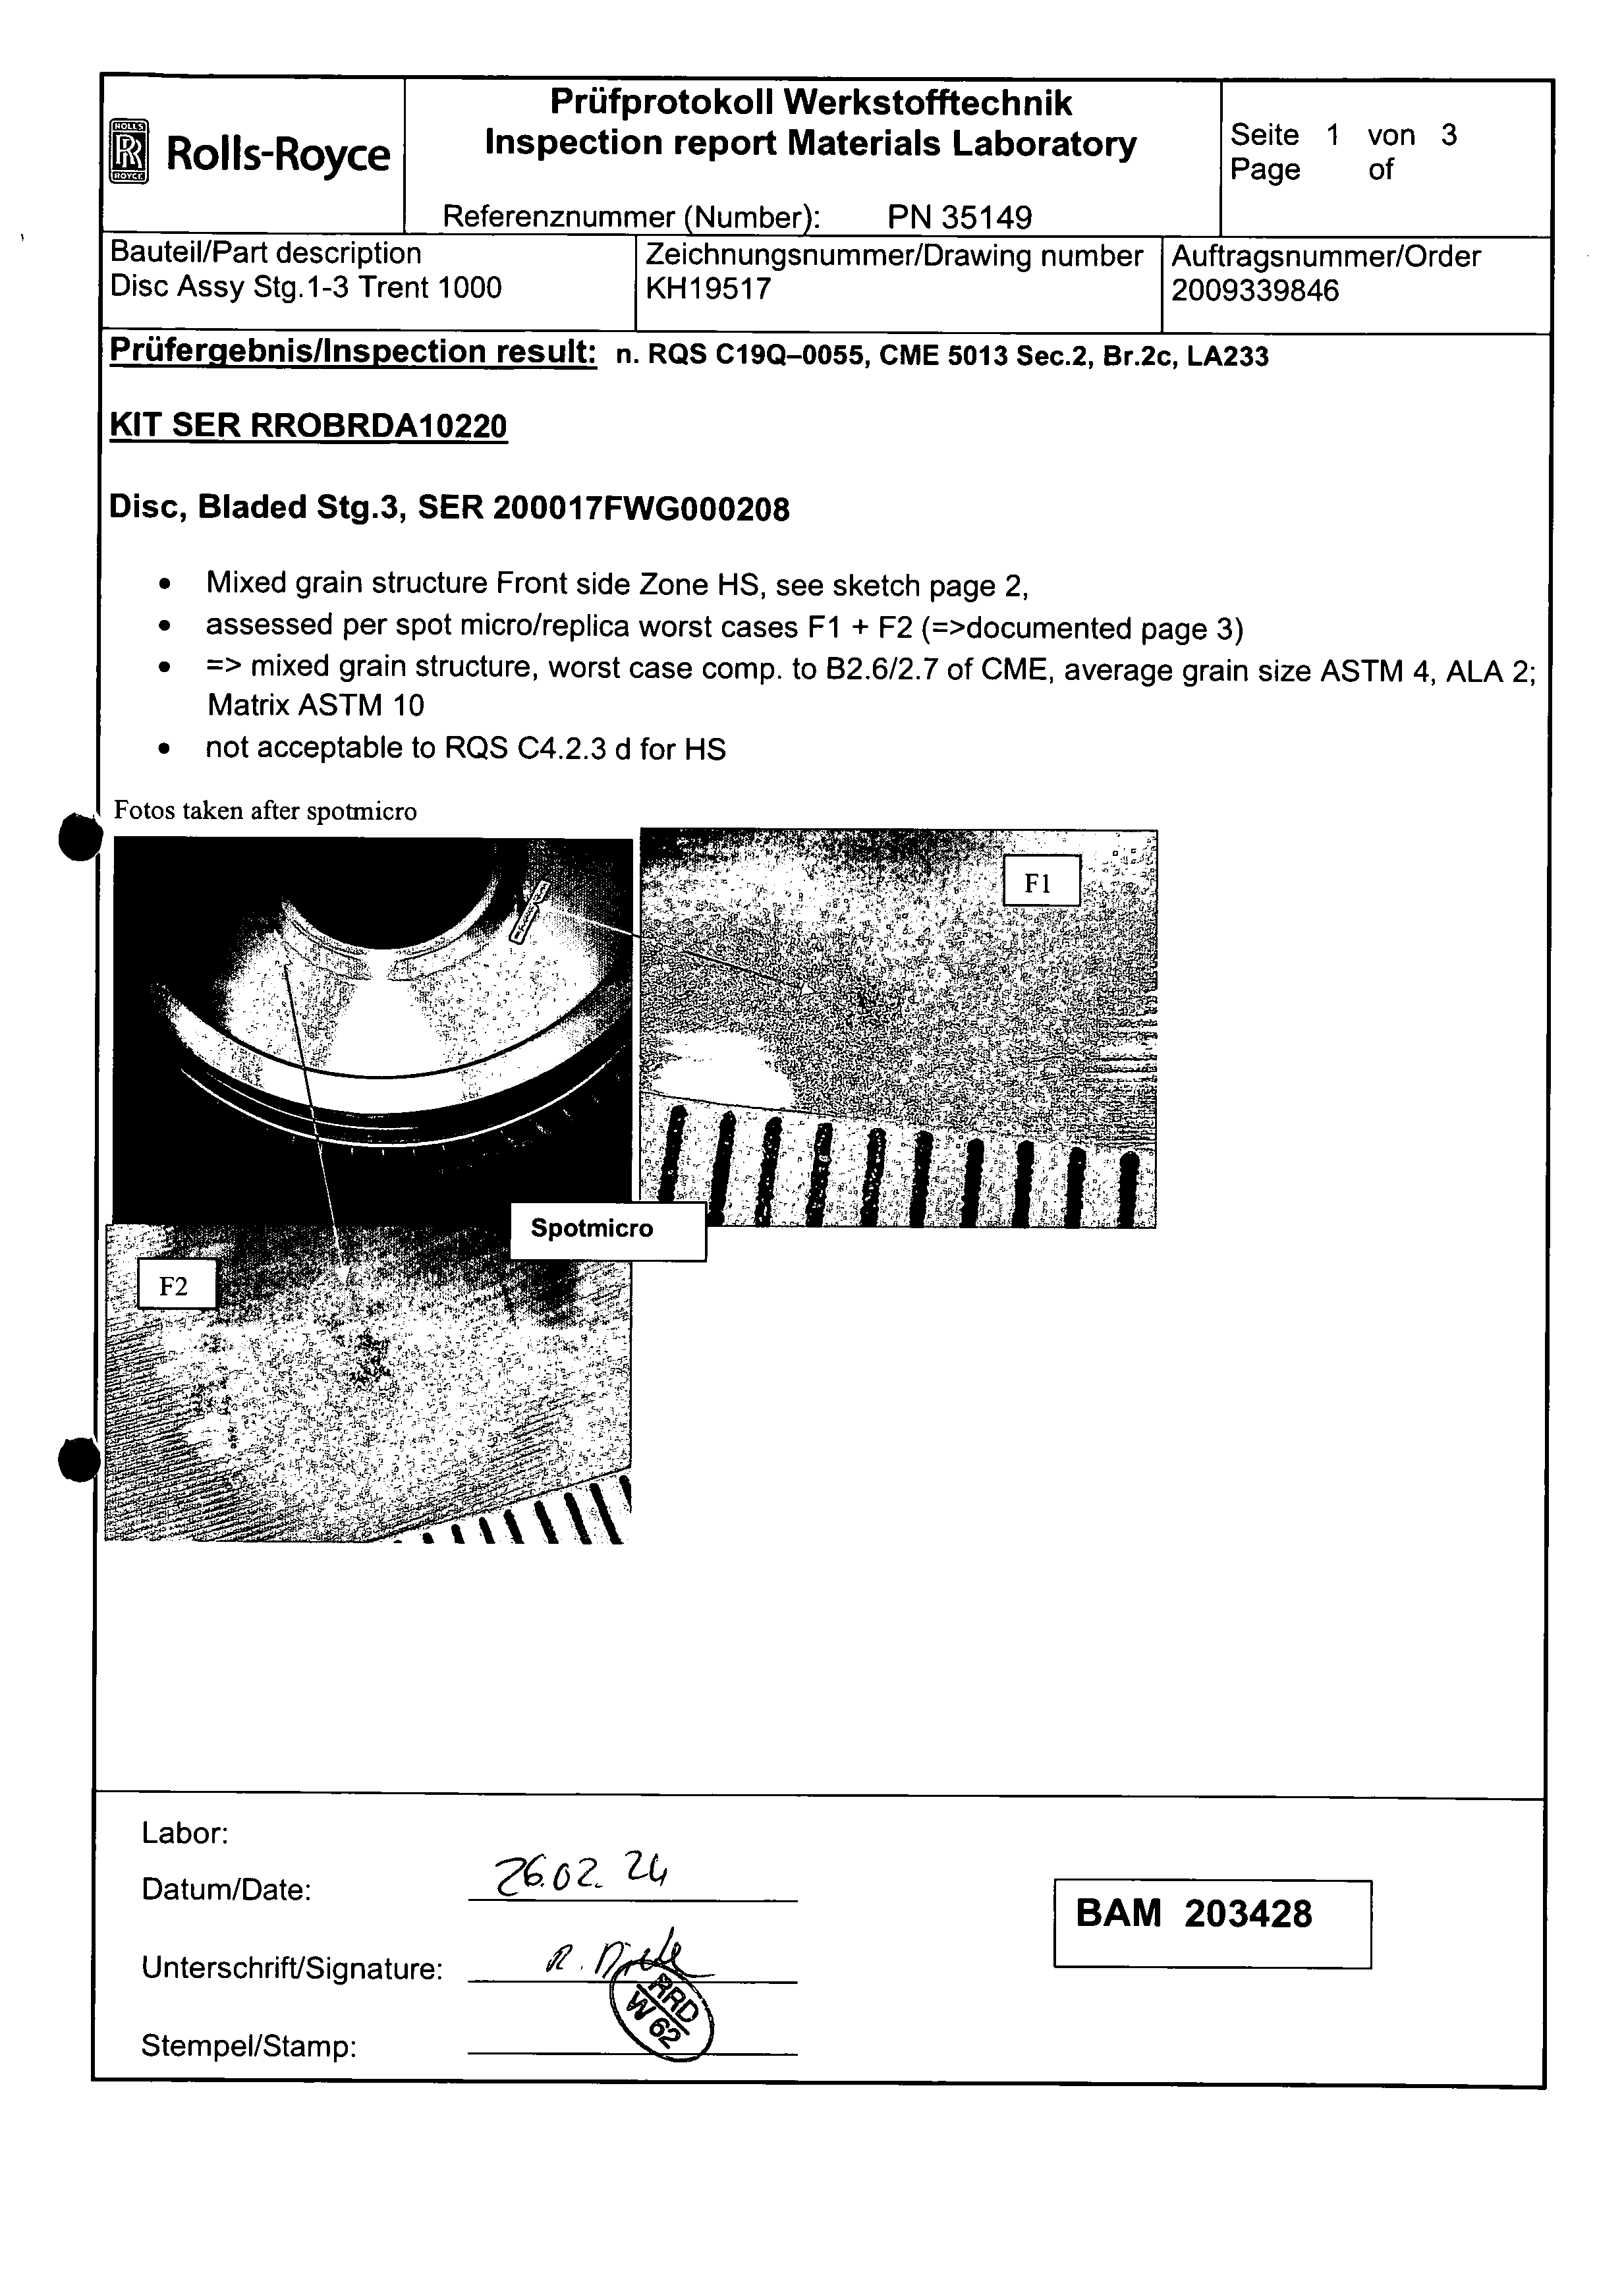 Prüfprotokoll Werkstofftechnik
Inspection report Materials Laboratory
Referenznummer (Number): PN 35149
ROLLS
RR
ROYCE
Rolls-Royce
Seite 1 von 3
Page of
Bauteil/Part description
Disc Assy Stg.1-3 Trent 1000
Zeichnungsnummer/Drawing number
KH19517
Auftragsnummer/Order
2009339846
Prüfergebnis/Inspection result: n. RQS C19Q–0055, CME 5013 Sec.2, Br.2c, LA233
KIT SER RROBRDA10220
Disc, Bladed Stg.3, SER 200017FWG000208
• Mixed grain structure Front side Zone HS, see sketch page 2,
• assessed per spot micro/replica worst cases F1 + F2 (=>documented page 3)
• => mixed grain structure, worst case comp. to B2.6/2.7 of CME, average grain size ASTM 4, ALA 2;
Matrix ASTM 10
• not acceptable to RQS C4.2.3 d for HS
Fotos taken after spotmicro
F1
Spotmicro
F2
Labor:
Datum/Date: 26.02.24
Unterschrift/Signature: R.
RRD
W 62
Stempel/Stamp:
BAM 203428